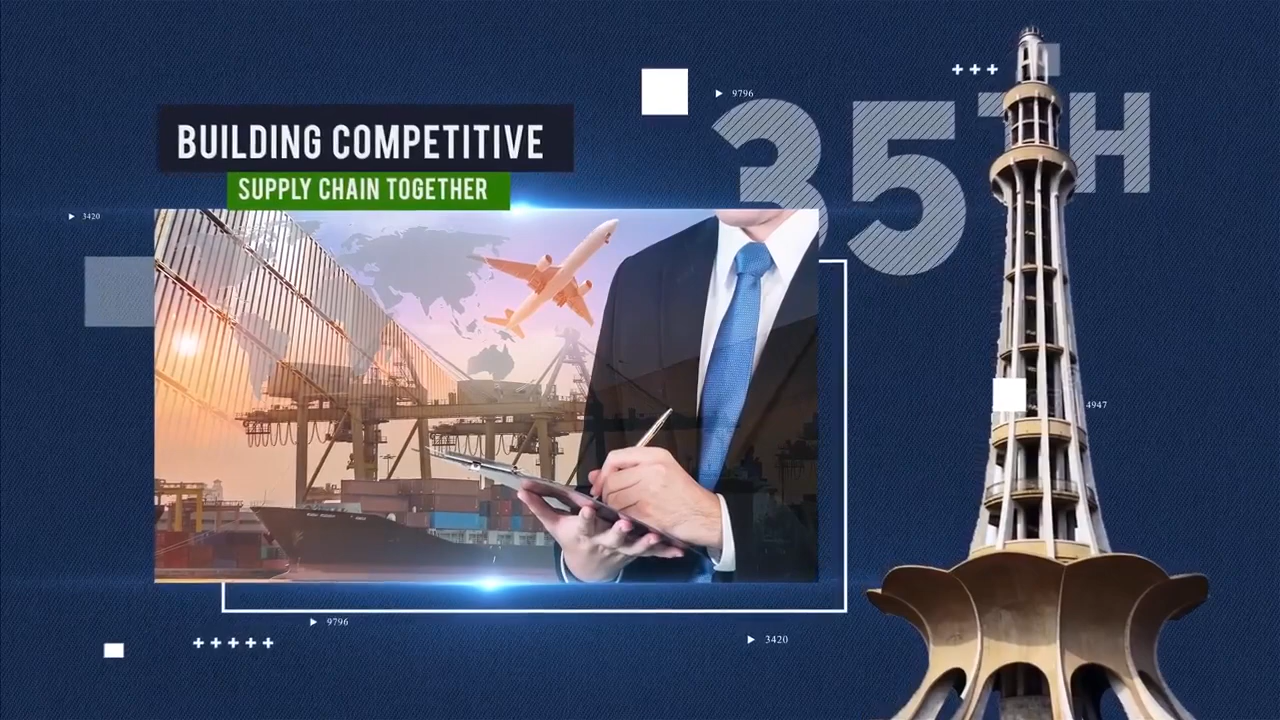 9796
35TH
BUILDING COMPETITIVE
SUPPLY CHAIN TOGETHER
3420
4947
9796
3420